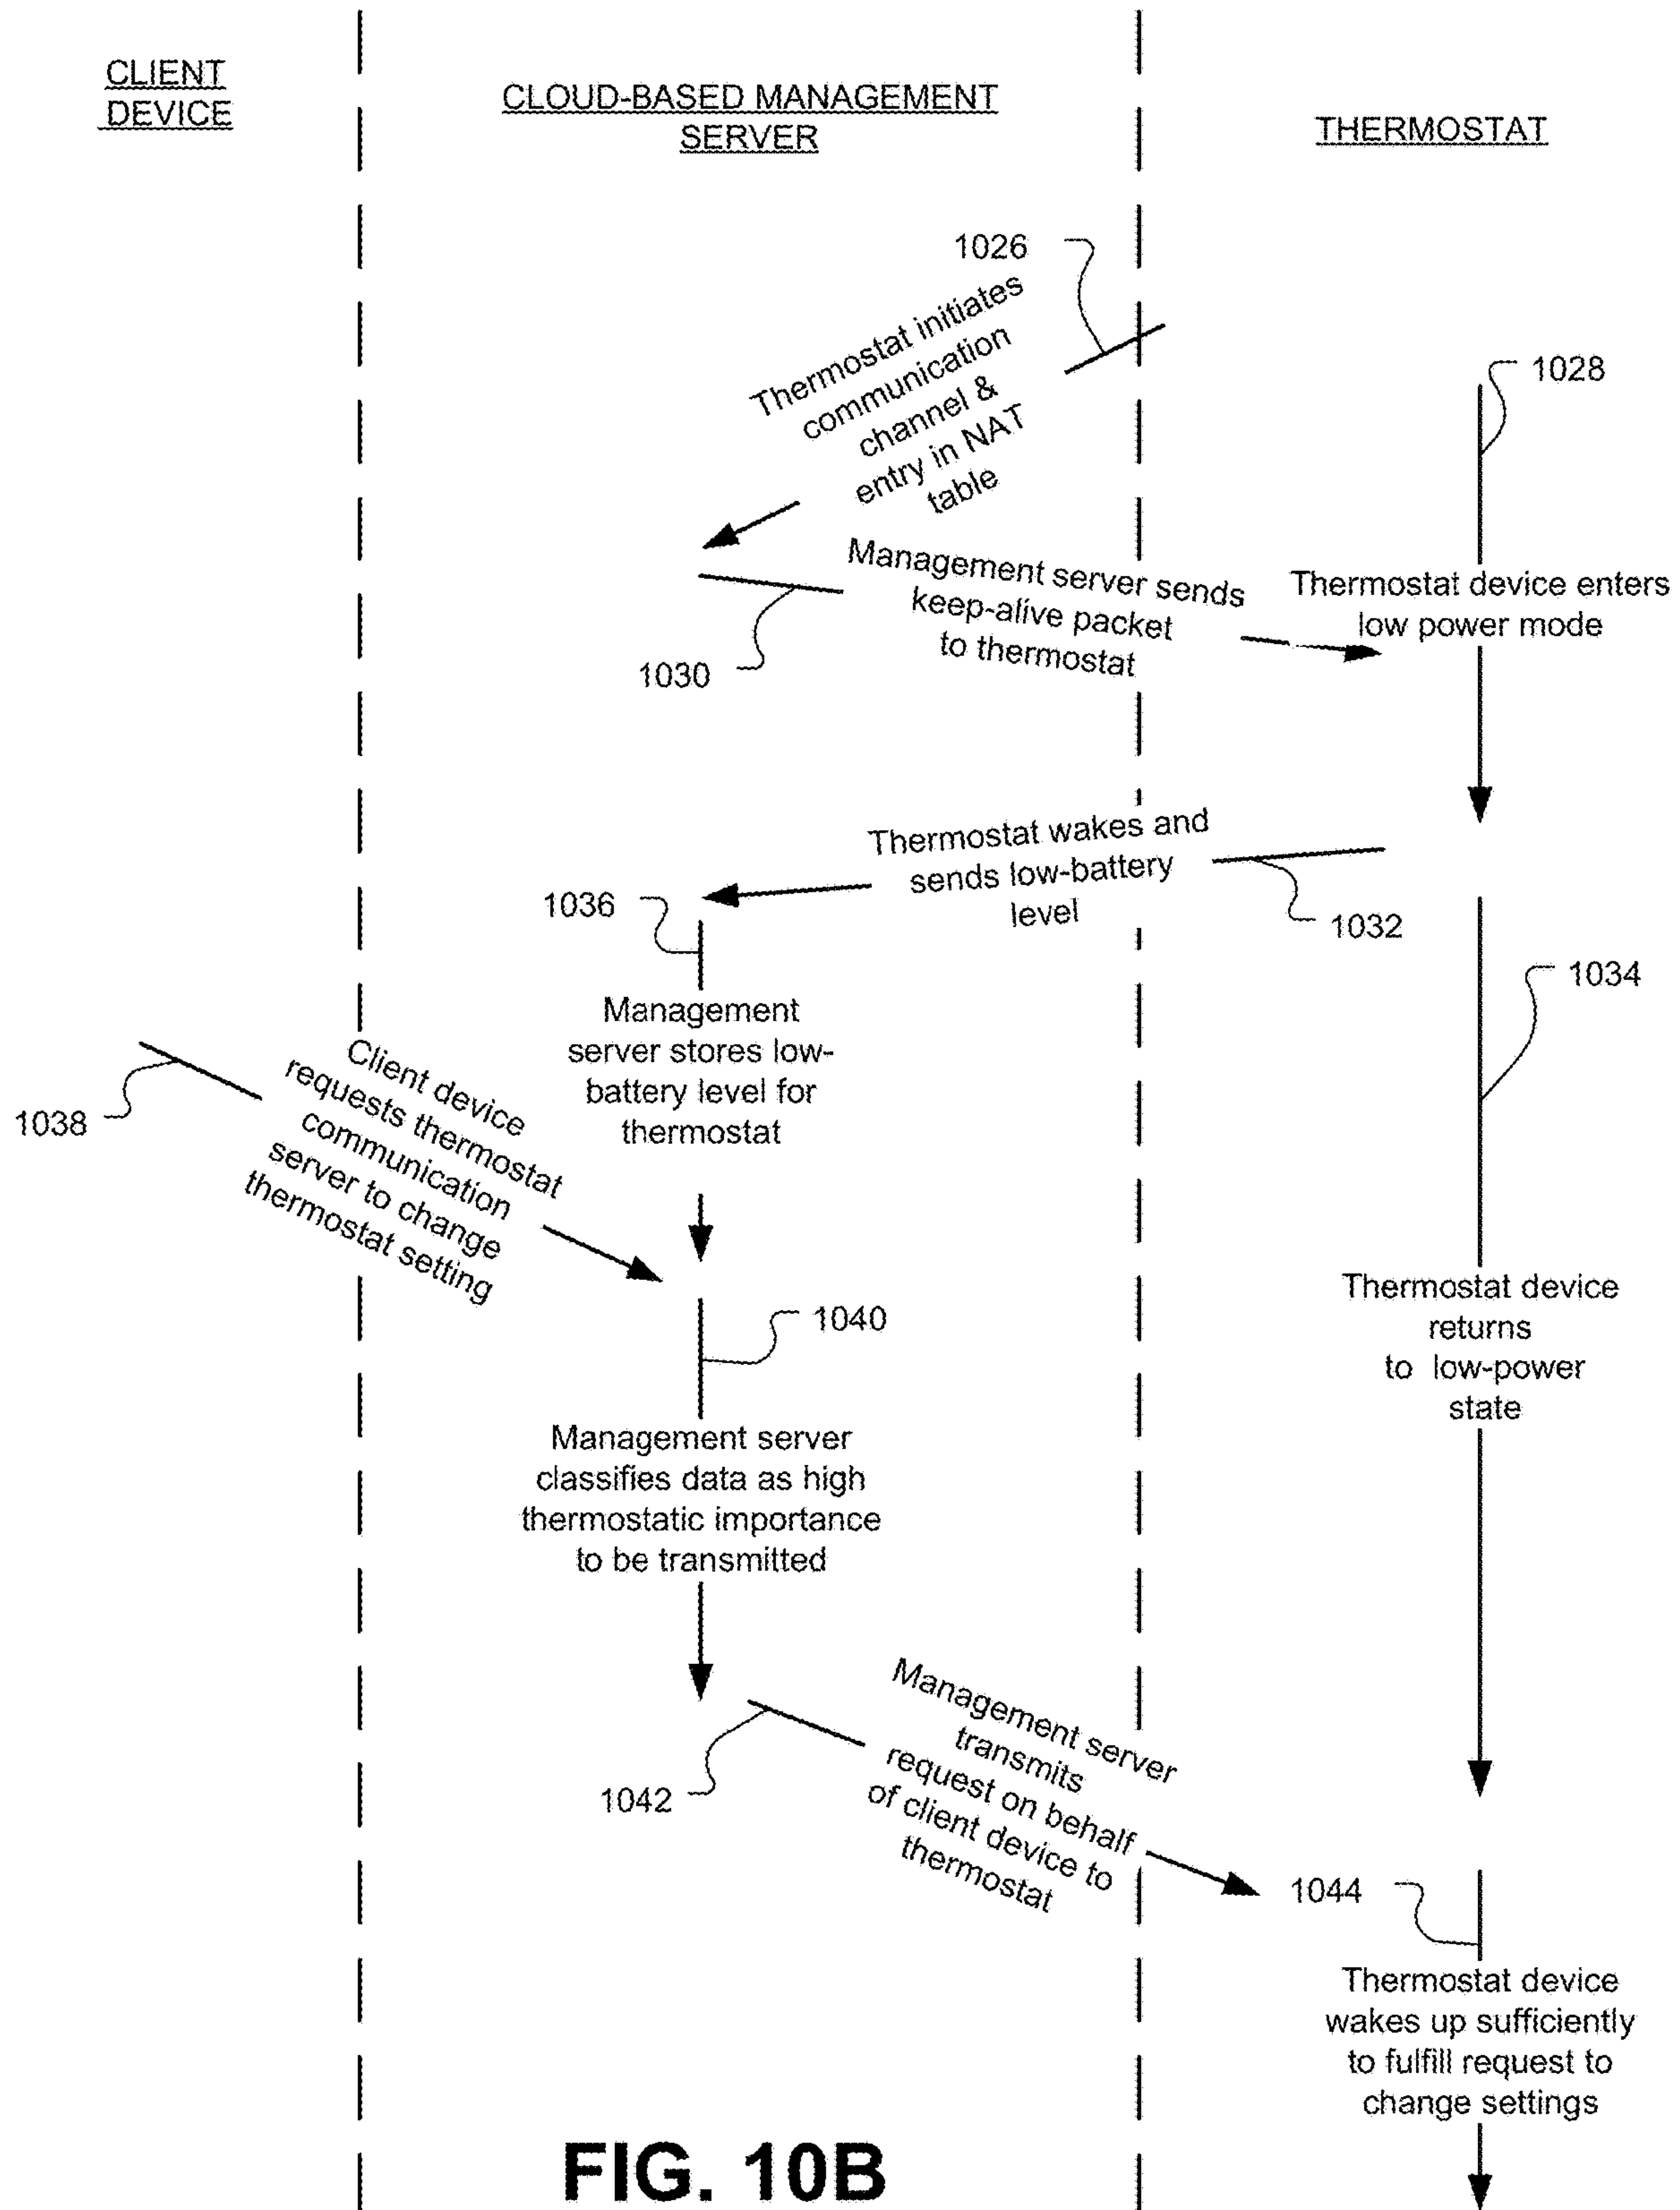 CLIENT
DEVICE
CLOUD-BASED MANAGEMENT
SERVER
THERMOSTAT
1026
Thermostat initiates
communication
channel &
entry in NAT
table
1028
Management server sends
keep-alive packet
to thermostat
1030
Thermostat device enters
low power mode
Thermostat wakes and
sends low-battery
level
1032
1036
Management
server stores low-
battery level for
thermostat
1034
1038
Client device
requests thermostat
communication
server to change
thermostat setting
1040
Thermostat device
returns
to low-power
state
Management server
classifies data as high
thermostatic importance
to be transmitted
1042
Management server
transmits
request on behalf
of client device to
thermostat
1044
Thermostat device
wakes up sufficiently
to fulfill request to
change settings
FIG. 10B